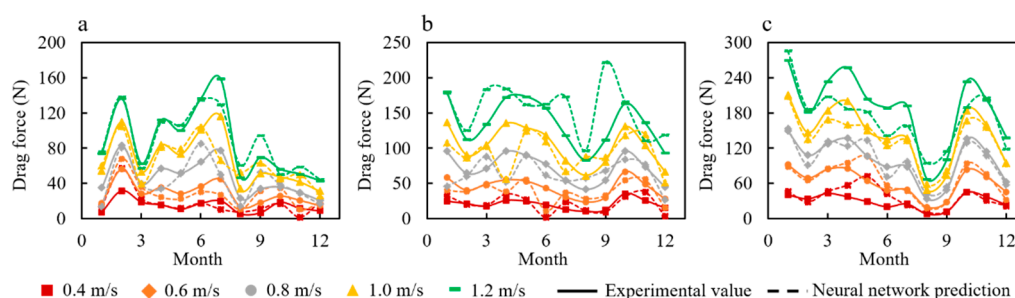 a
b
c
Drag force (N)
200
160
120
80
40
0
0 3 6 9 12
Month
Drag force (N)
250
200
150
100
50
0
0 3 6 9 12
Month
Drag force (N)
300
240
180
120
60
0
0 3 6 9 12
Month
0.4 m/s 0.6 m/s 0.8 m/s 1.0 m/s 1.2 m/s Experimental value Neural network prediction